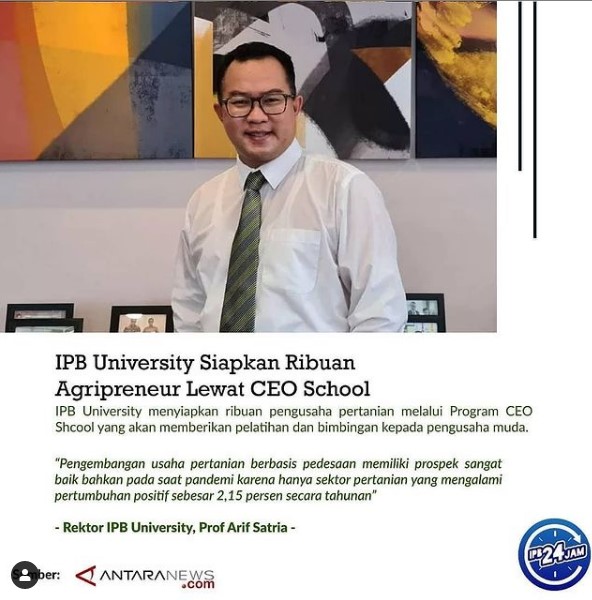 IPB University Siapkan Ribuan
Agripreneur Lewat CEO School
IPB University menyiapkan ribuan pengusaha pertanian melalui Program CEO
Shcool yang akan memberikan pelatihan dan bimbingan kepada pengusaha muda.
“Pengembangan usaha pertanian berbasis pedesaan memiliki prospek sangat
baik bahkan pada saat pandemi karena hanya sektor pertanian yang mengalami
pertumbuhan positif sebesar 2,15 persen secara tahunan”
- Rektor IPB University, Prof Arif Satria -
IPB 24 JAM
ANTARANEWS
.com